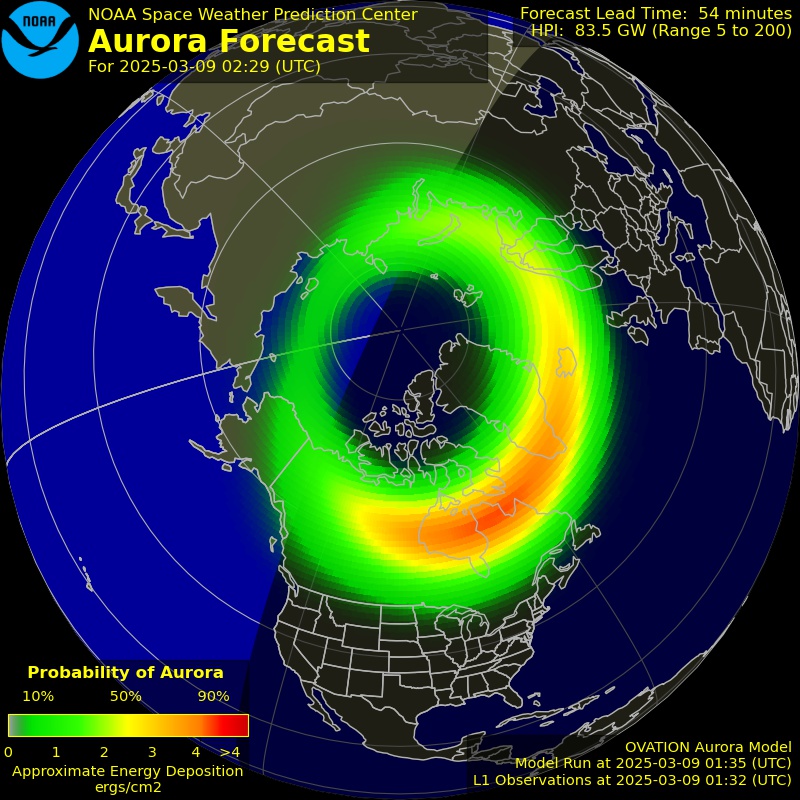 NOAA
NOAA Space Weather Prediction Center
Aurora Forecast
For 2025-03-09 02:29 (UTC)
Forecast Lead Time: 54 minutes
HPI: 83.5 GW (Range 5 to 200)
Probability of Aurora
10% 50% 90%
0 1 2 3 4 >4
Approximate Energy Deposition
ergs/cm2
OVATION Aurora Model
Model Run at 2025-03-09 01:35 (UTC)
L1 Observations at 2025-03-09 01:32 (UTC)